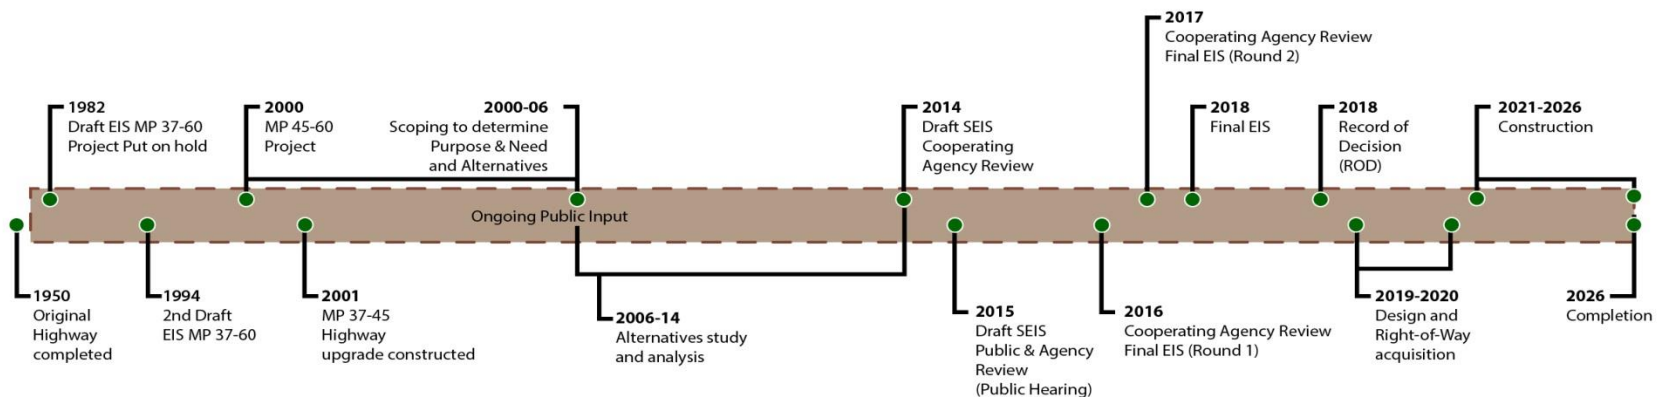 2017
Cooperating Agency Review
Final EIS (Round 2)
1982
Draft EIS MP 37-60
Project Put on hold
2000
MP 45-60
Project
2000-06
Scoping to determine
Purpose & Need
and Alternatives
2014
Draft SEIS
Cooperating
Agency Review
2018
Final EIS
2018
Record of
Decision
(ROD)
2021-2026
Construction
Ongoing Public Input
1950
Original
Highway
completed
1994
2nd Draft
EIS MP 37-60
2001
MP 37-45
Highway
upgrade constructed
2006-14
Alternatives study
and analysis
2015
Draft SEIS
Public & Agency
Review
(Public Hearing)
2016
Cooperating Agency Review
Final EIS (Round 1)
2019-2020
Design and
Right-of-Way
acquisition
2026
Completion